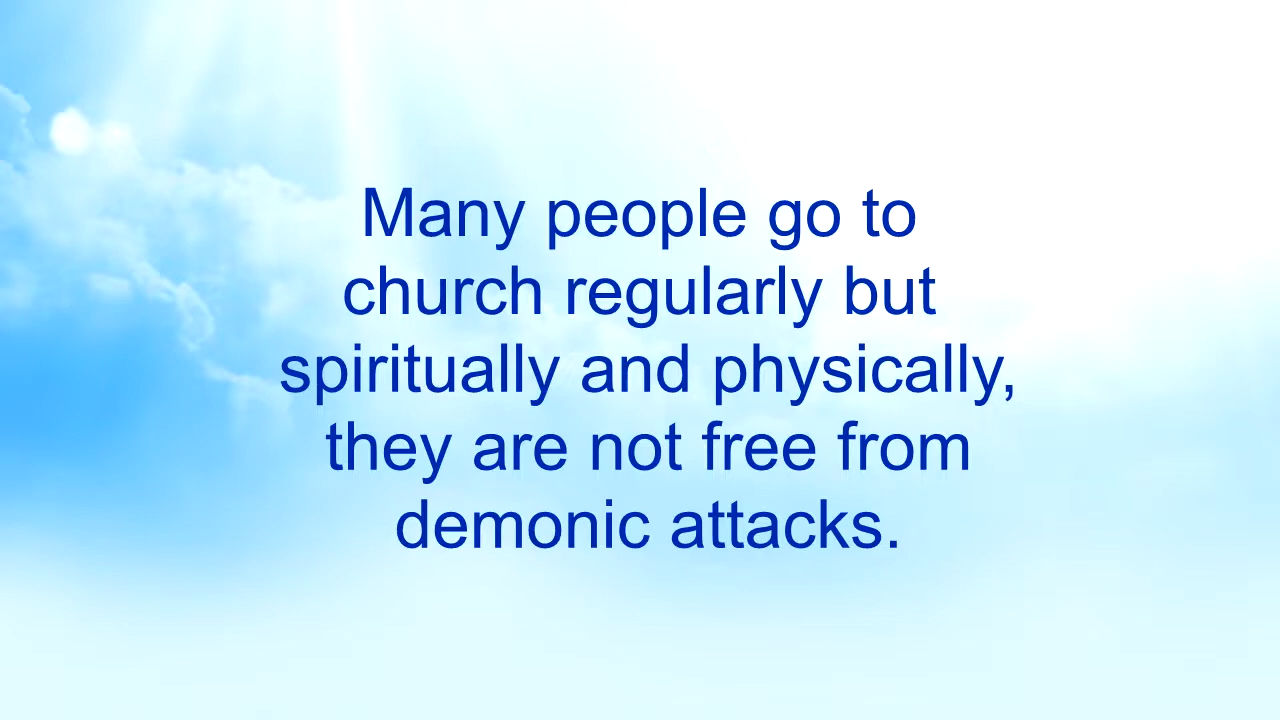 Many people go to
church regularly but
spiritually and physically,
they are not free from
demonic attacks.